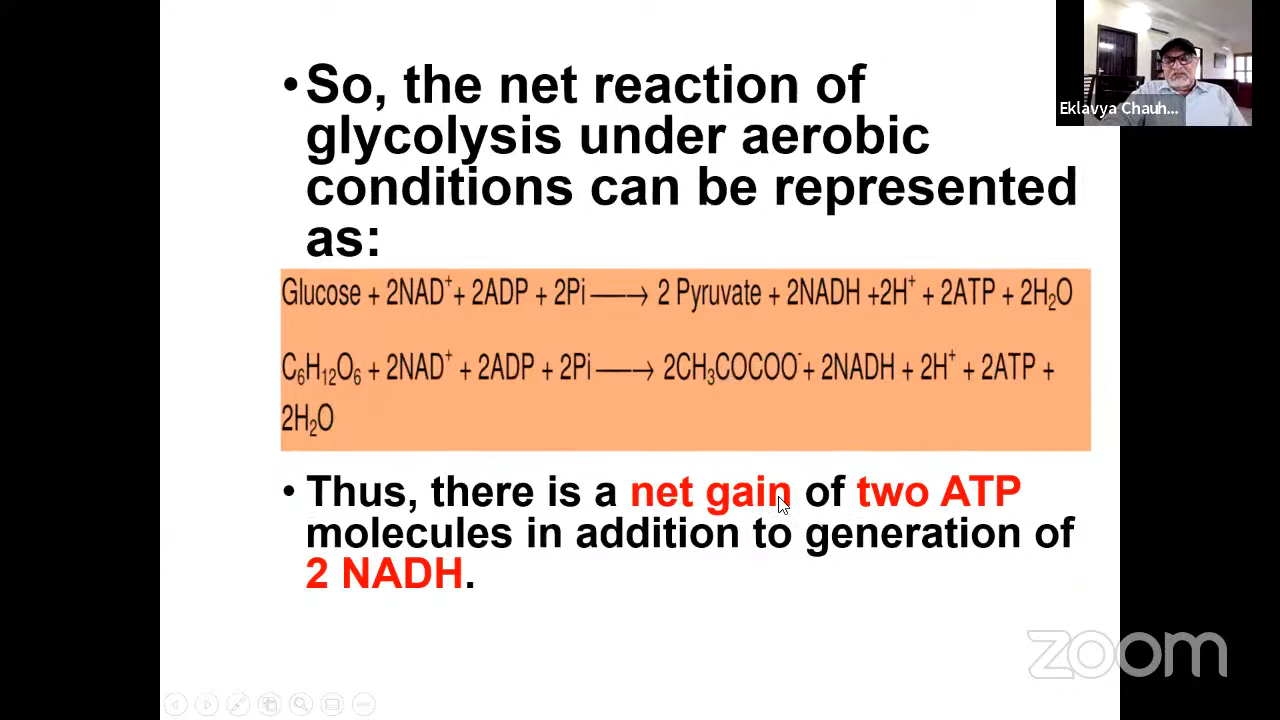 •So, the net reaction of
glycolysis under aerobic
conditions can be represented
as:
Glucose + 2NAD⁺+ 2ADP + 2Pi ⟶ 2 Pyruvate + 2NADH +2H⁺ + 2ATP + 2H₂O
C₆H₁₂O₆ + 2NAD⁺ + 2ADP + 2Pi ⟶ 2CH₃COCOO⁻+ 2NADH + 2H⁺ + 2ATP +
2H₂O
• Thus, there is a net gain of two ATP
molecules in addition to generation of
2 NADH.
Eklavya Chauh...
zoom